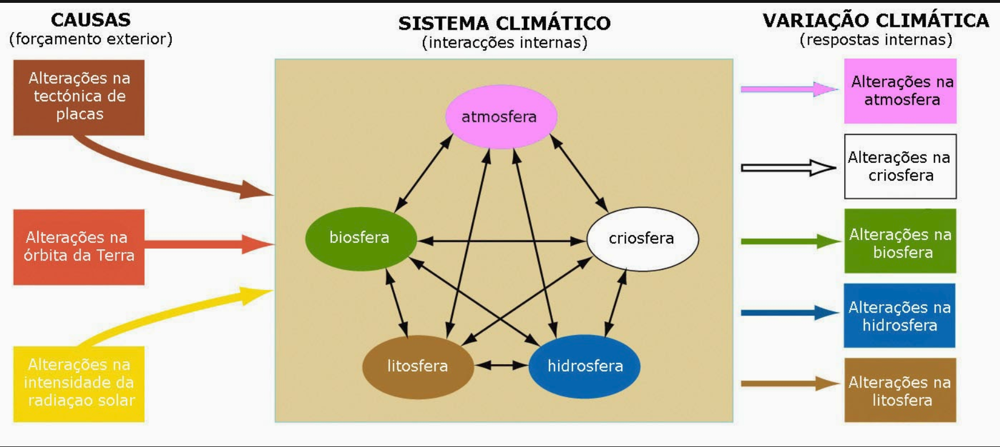 CAUSAS
(forçamento exterior)
Alterações na
tectónica de
placas
Alterações na
órbita da Terra
Alterações na
intensidade da
radiaçao solar
SISTEMA CLIMÁTICO
(interacções internas)
atmosfera
biosfera
criosfera
litosfera
hidrosfera
VARIAÇÃO CLIMÁTICA
(respostas internas)
Alterações na
atmosfera
Alterações na
criosfera
Alterações na
biosfera
Alterações na
hidrosfera
Alterações na
litosfera